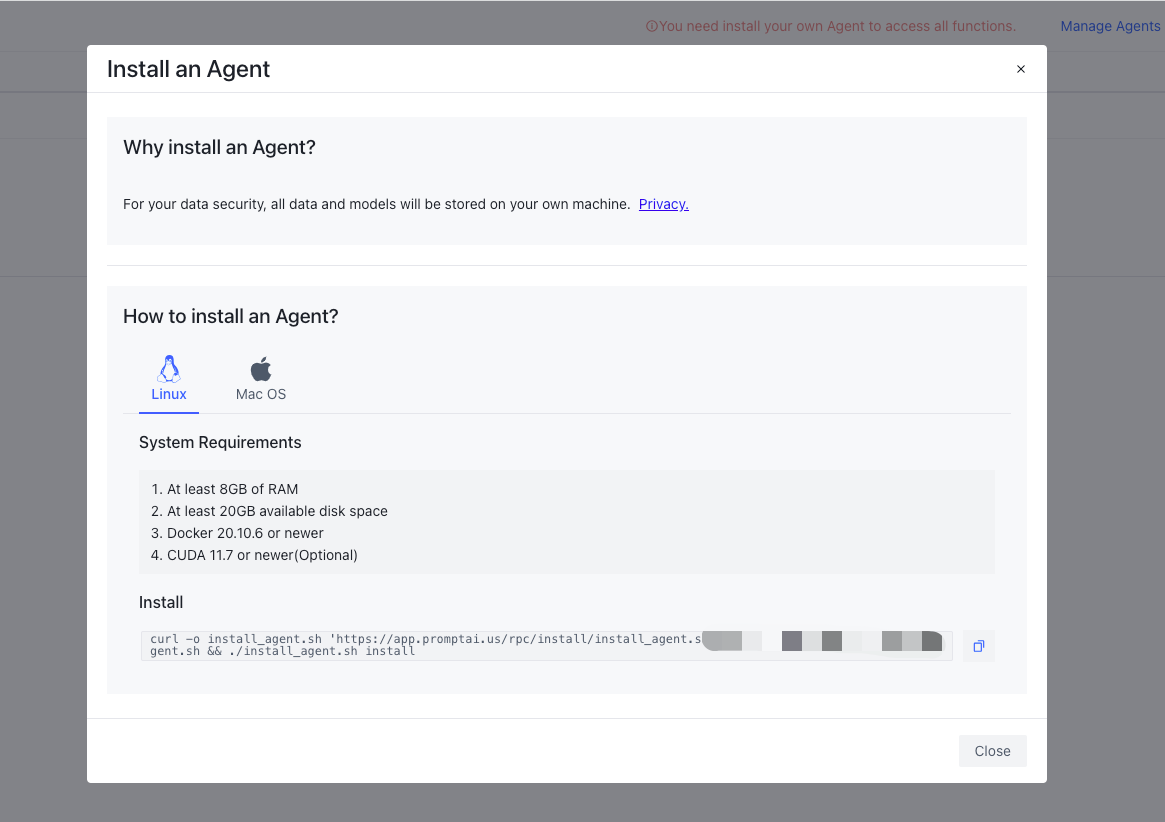 You need install your own Agent to access all functions.
Manage Agents
Install an Agent
×
Why install an Agent?
For your data security, all data and models will be stored on your own machine. Privacy.
How to install an Agent?
Linux
Mac OS
System Requirements
1. At least 8GB of RAM
2. At least 20GB available disk space
3. Docker 20.10.6 or newer
4. CUDA 11.7 or newer(Optional)
Install
curl -o install_agent.sh 'https://app.promptai.us/rpc/install/install_agent.s
gent.sh && ./install_agent.sh install
Close